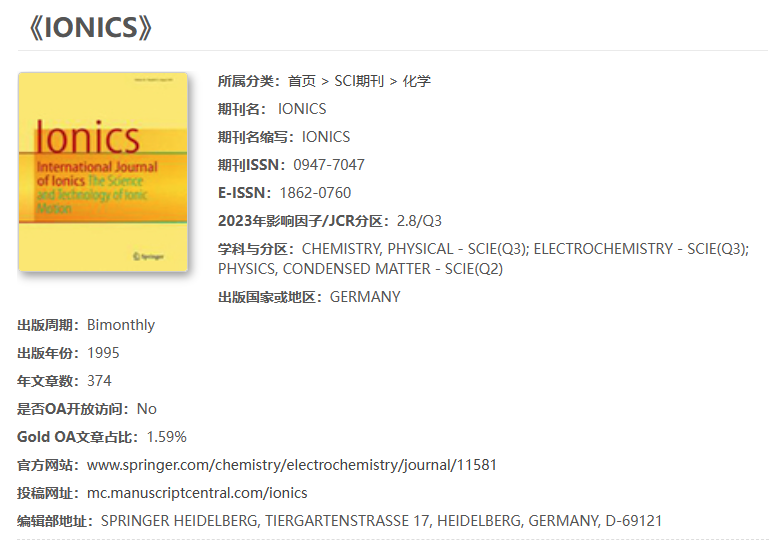 《IONICS》
Ionics
International Journal
of Ionics The Science
and Technology of Ionic
Motion
Springer
所属分类：首页 > SCI期刊 > 化学
期刊名： IONICS
期刊名缩写：IONICS
期刊ISSN：0947-7047
E-ISSN：1862-0760
2023年影响因子/JCR分区：2.8/Q3
学科与分区：CHEMISTRY, PHYSICAL - SCIE(Q3); ELECTROCHEMISTRY - SCIE(Q3);
PHYSICS, CONDENSED MATTER - SCIE(Q2)
出版国家或地区：GERMANY
出版周期：Bimonthly
出版年份：1995
年文章数：374
是否OA开放访问：No
Gold OA文章占比：1.59%
官方网站：www.springer.com/chemistry/electrochemistry/journal/11581
投稿网址：mc.manuscriptcentral.com/ionics
编辑部地址：SPRINGER HEIDELBERG, TIERGARTENSTRASSE 17, HEIDELBERG, GERMANY, D-69121